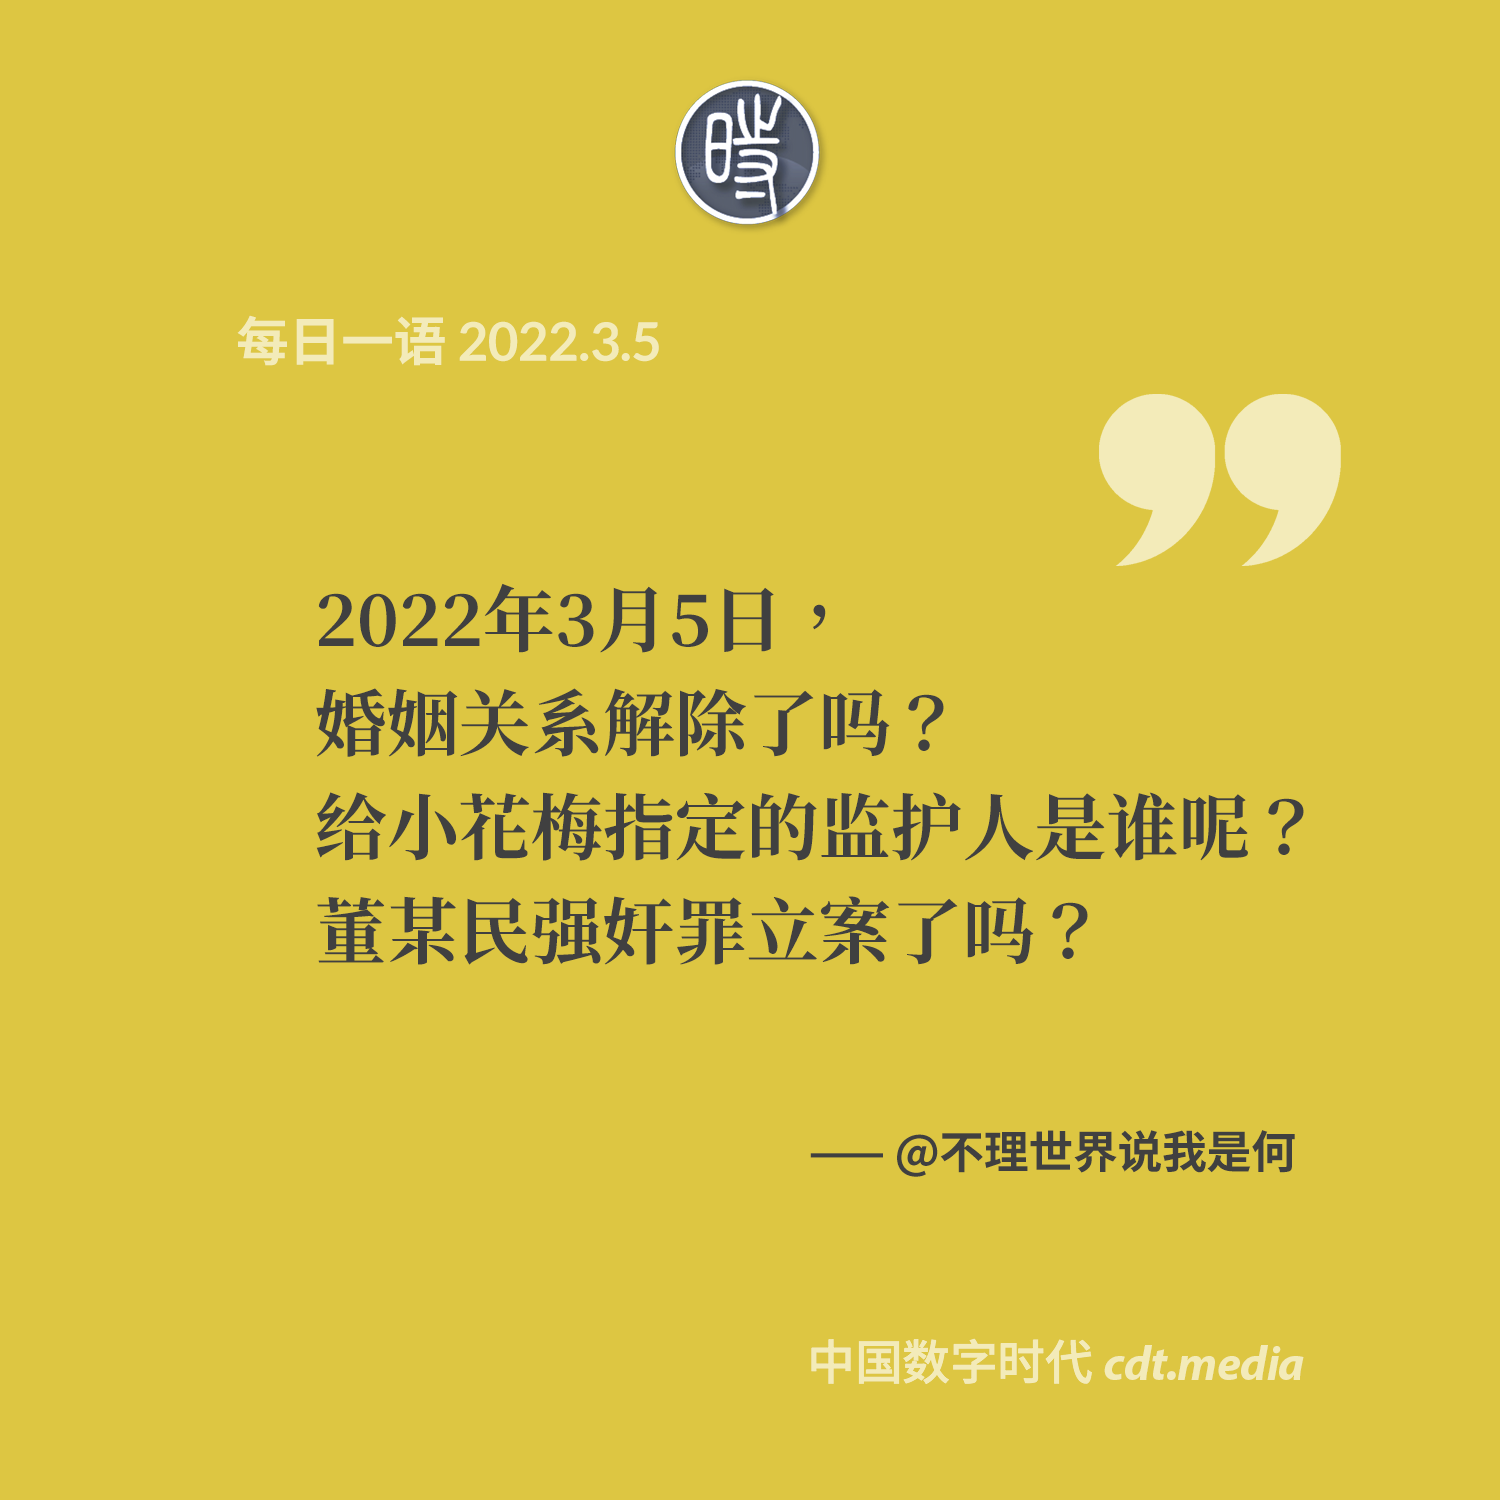 時
每日一语 2022.3.5
2022年3月5日，
婚姻关系解除了吗？
给小花梅指定的监护人是谁呢？
董某民强奸罪立案了吗？
—— @不理世界说我是何
中国数字时代 cdt.media